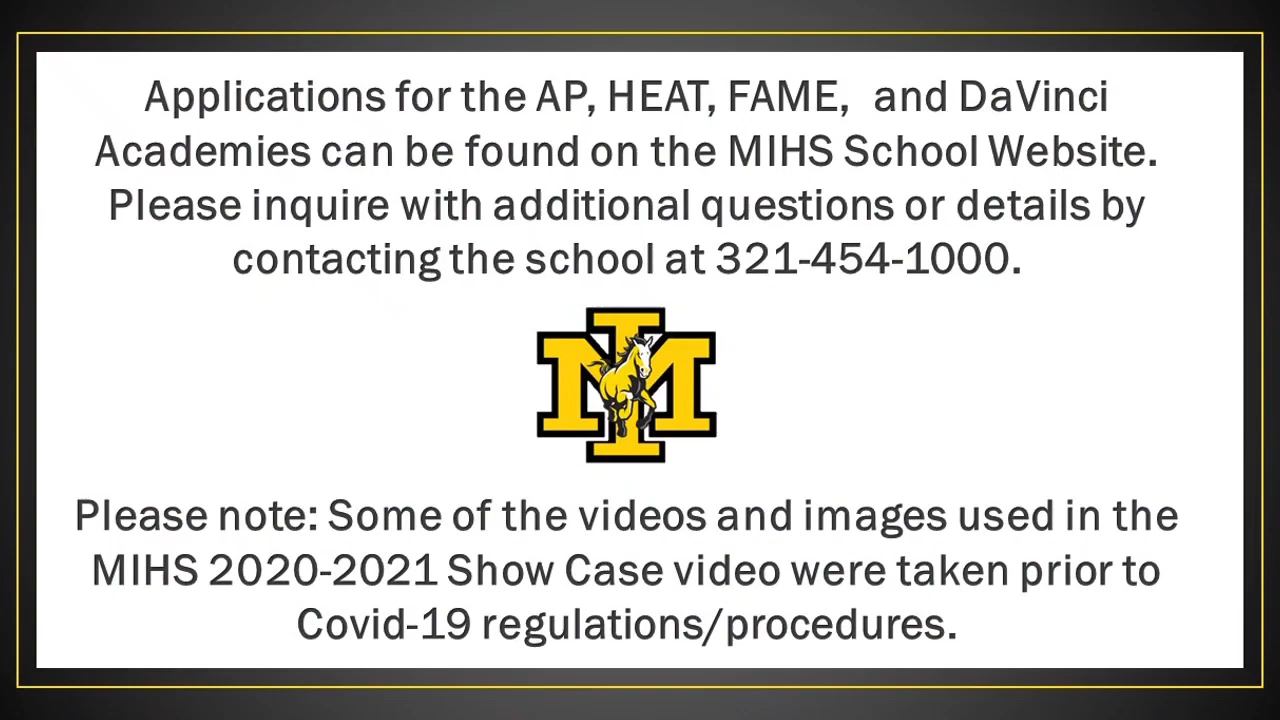 Applications for the AP, HEAT, FAME,  and DaVinci
Academies can be found on the MIHS School Website.
Please inquire with additional questions or details by
contacting the school at 321-454-1000.
MI
Please note: Some of the videos and images used in the
MIHS 2020-2021 Show Case video were taken prior to
Covid-19 regulations/procedures.